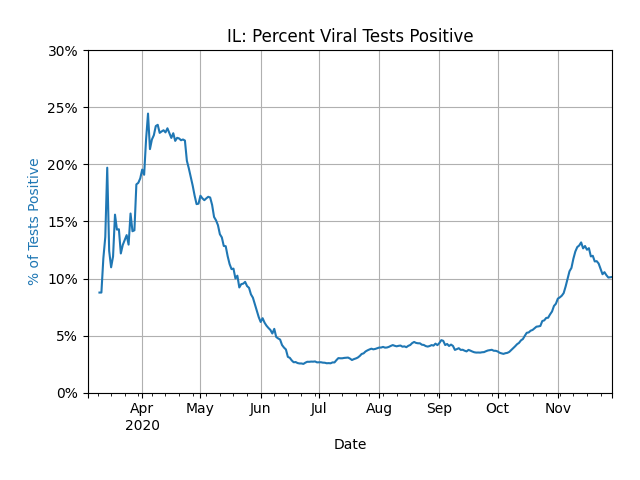 IL: Percent Viral Tests Positive
30%
25%
20%
15%
10%
5%
0%
% of Tests Positive
Apr May Jun Jul Aug Sep Oct Nov
2020
Date